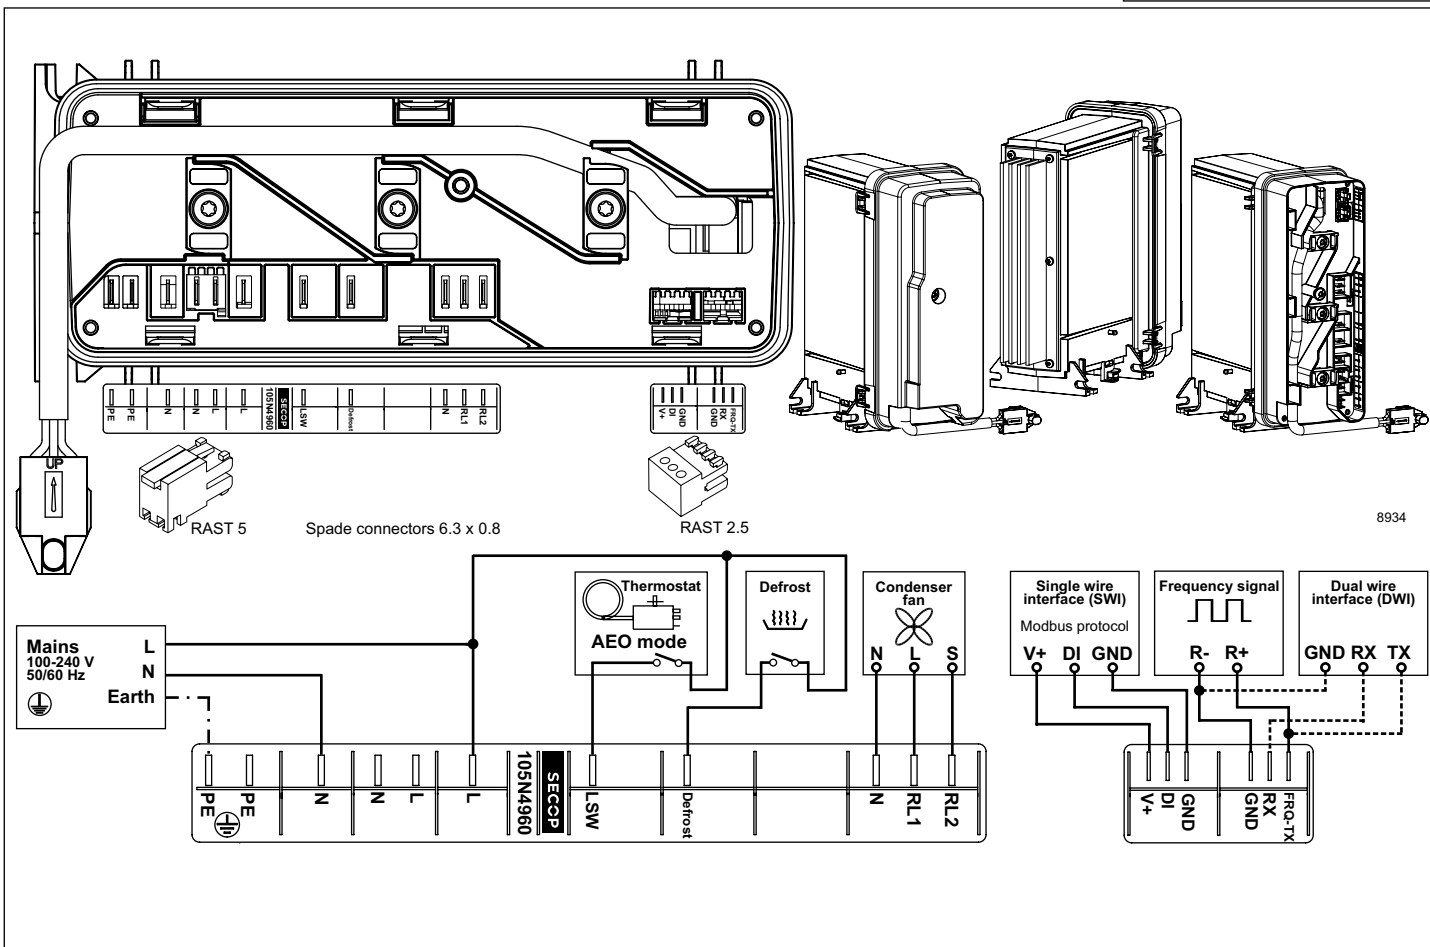 PE
PE
N
N
L
L
105N4960
SECOP
LSW
Defrost
N
RL1
RL2
V+
DI
GND
GND
RX
FRQ-TX
UP
RAST 5
Spade connectors 6.3 x 0.8
RAST 2.5
8934
Mains
100-240 V
50/60 Hz
L
N
Earth
Thermostat
AEO mode
Defrost
Condenser
fan
N L S
Single wire
interface (SWI)
Modbus protocol
V+ DI GND
Frequency signal
R- R+
Dual wire
interface (DWI)
GND RX TX
PE
PE
N
N
L
L
105N4960
SECOP
LSW
Defrost
N
RL1
RL2
V+
DI
GND
GND
RX
FRQ-TX